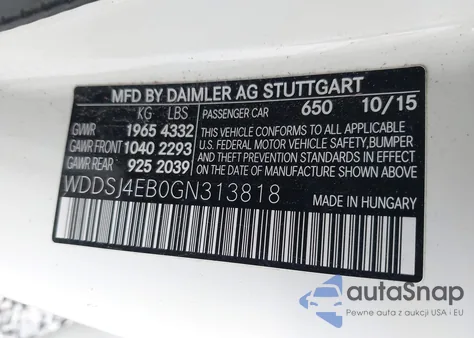 MFD BY DAIMLER AG STUTTGART
KG LBS PASSENGER CAR 650 10/15
GVWR 1965 4332 THIS VEHICLE CONFORMS TO ALL APPLICABLE
GAWR FRONT 1040 2293 U.S. FEDERAL MOTOR VEHICLE SAFETY, BUMPER,
GAWR REAR 925 2039 AND THEFT PREVENTION STANDARDS IN EFFECT
ON THE DATE OF MANUFACTURE SHOWN ABOVE.
WDDSJ4EB0GN313818
MADE IN HUNGARY
autoSnap
Pewne auta z aukcji USA i EU